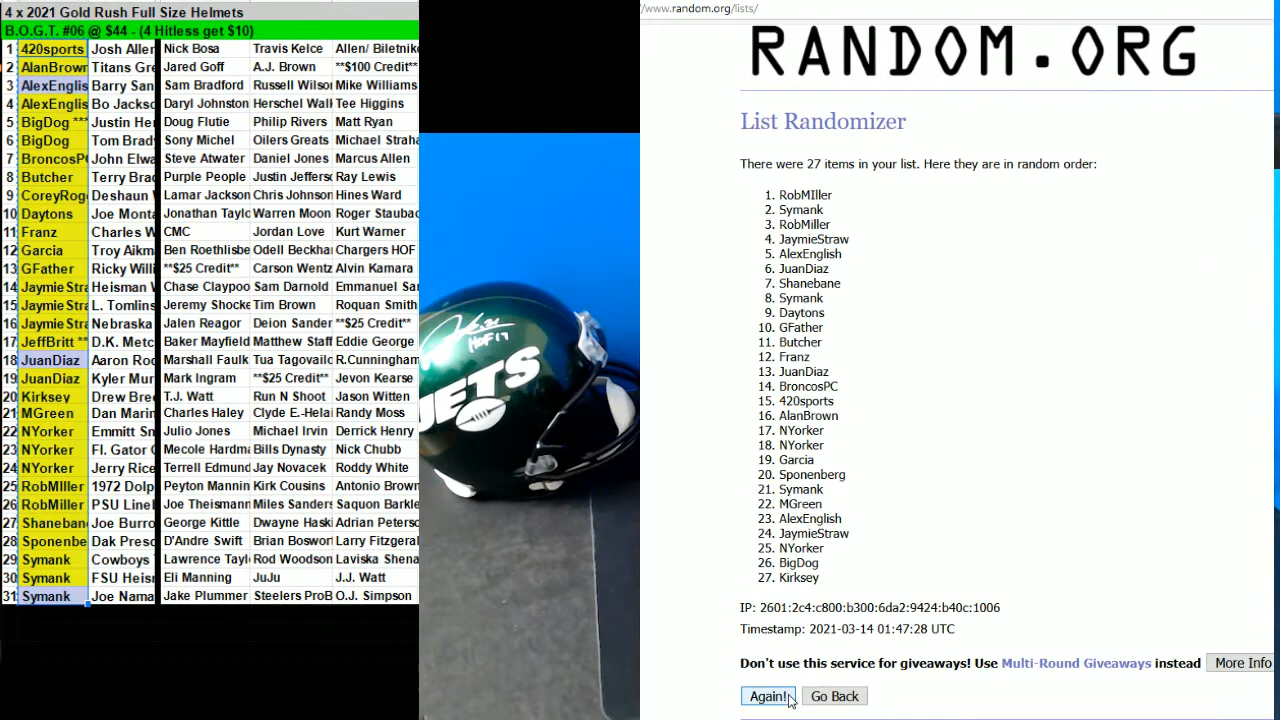 4 x 2021 Gold Rush Full Size Helmets
B.O.G.T. #06 @ $44 - (4 Hitless get $10)
1 420sports Josh Allen Nick Bosa Travis Kelce Allen/ Biletnik
2 AlanBrown Titans Gre Jared Goff A.J. Brown **$100 Credit**
3 AlexEnglis Barry San Sam Bradford Russell Wilso Mike Williams
4 AlexEnglis Bo Jackso Daryl Johnston Herschel Walk Tee Higgins
5 BigDog *** Justin Her Doug Flutie Philip Rivers Matt Ryan
6 BigDog Tom Brad Sony Michel Oilers Greats Michael Straha
7 BroncosP John Elwa Steve Atwater Daniel Jones Marcus Allen
8 Butcher Terry Brad Purple People Justin Jeffers Ray Lewis
9 CoreyRog Deshaun Lamar Jackson Chris Johnson Hines Ward
10 Daytons Joe Monta Jonathan Taylo Warren Moon Roger Staubac
11 Franz Charles W CMC Jordan Love Kurt Warner
12 Garcia Troy Aikm Ben Roethlisbe Odell Beckha Chargers HOF
13 GFather Ricky Willi **$25 Credit** Carson Wentz Alvin Kamara
14 JaymieStra Heisman Chase Claypoo Sam Darnold Emmanuel Sa
15 JaymieStra L. Tomlins Jeremy Shocke Tim Brown Roquan Smith
16 JaymieStra Nebraska Jalen Reagor Deion Sander **$25 Credit**
17 JeffBritt ** D.K. Metc Baker Mayfield Matthew Staff Eddie George
18 JuanDiaz Aaron Roo Marshall Faulk Tua Tagovailo R.Cunningham
19 JuanDiaz Kyler Mur Mark Ingram **$25 Credit** Jevon Kearse
20 Kirksey Drew Bree T.J. Watt Run N Shoot Jason Witten
21 MGreen Dan Marin Charles Haley Clyde E.-Helai Randy Moss
22 NYorker Emmitt Sn Julio Jones Michael Irvin Derrick Henry
23 NYorker Fl. Gator Mecole Hardma Bills Dynasty Nick Chubb
24 NYorker Jerry Rice Terrell Edmund Jay Novacek Roddy White
25 RobMIller 1972 Dolp Peyton Mannin Kirk Cousins Antonio Brown
26 RobMiller PSU Lineb Joe Theismann Miles Sanders Saquon Barkle
27 Shaneban Joe Burro George Kittle Dwayne Hask Adrian Peters
28 Sponenbe Dak Presc D'Andre Swift Brian Boswor Larry Fitzgeral
29 Symank Cowboys Lawrence Tayl Rod Woodson Laviska Shena
30 Symank FSU Heisn Eli Manning JuJu J.J. Watt
31 Symank Joe Nama Jake Plummer Steelers ProB O.J. Simpson
HOF 17
JETS
/www.random.org/lists/
RANDOM.ORG
List Randomizer
There were 27 items in your list. Here they are in random order:
1. RobMIller
2. Symank
3. RobMiller
4. JaymieStraw
5. AlexEnglish
6. JuanDiaz
7. Shanebane
8. Symank
9. Daytons
10. GFather
11. Butcher
12. Franz
13. JuanDiaz
14. BroncosPC
15. 420sports
16. AlanBrown
17. NYorker
18. NYorker
19. Garcia
20. Sponenberg
21. Symank
22. MGreen
23. AlexEnglish
24. JaymieStraw
25. NYorker
26. BigDog
27. Kirksey
IP: 2601:2c4:c800:b300:6da2:9424:b40c:1006
Timestamp: 2021-03-14 01:47:28 UTC
Don't use this service for giveaways! Use Multi-Round Giveaways instead More Info
Again! Go Back